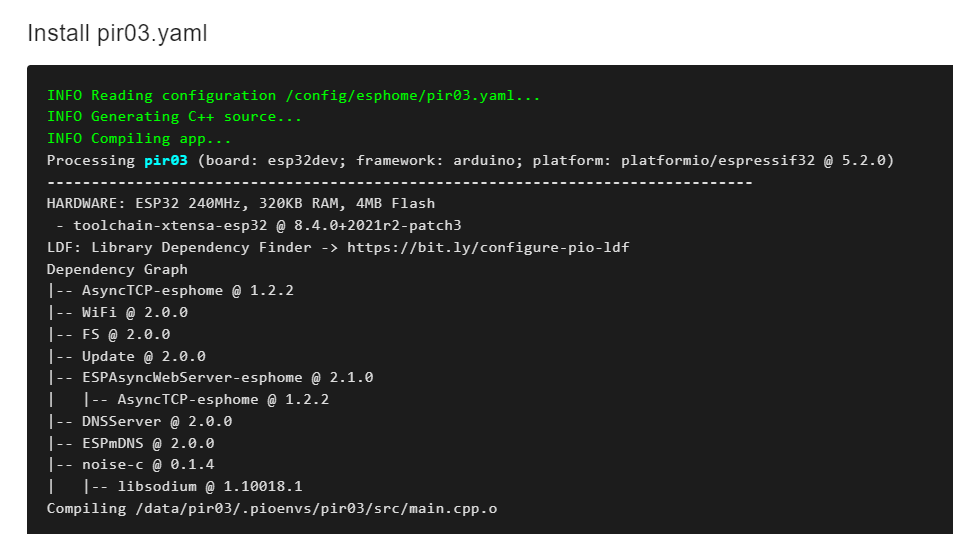 Install pir03.yaml
INFO Reading configuration /config/esphome/pir03.yaml...
INFO Generating C++ source...
INFO Compiling app...
Processing pir03 (board: esp32dev; framework: arduino; platform: platformio/espressif32 @ 5.2.0)
--------------------------------------------------------------------------------
HARDWARE: ESP32 240MHz, 320KB RAM, 4MB Flash
 - toolchain-xtensa-esp32 @ 8.4.0+2021r2-patch3
LDF: Library Dependency Finder -> https://bit.ly/configure-pio-ldf
Dependency Graph
|-- AsyncTCP-esphome @ 1.2.2
|-- WiFi @ 2.0.0
|-- FS @ 2.0.0
|-- Update @ 2.0.0
|-- ESPAsyncWebServer-esphome @ 2.1.0
|   |-- AsyncTCP-esphome @ 1.2.2
|-- DNSServer @ 2.0.0
|-- ESPmDNS @ 2.0.0
|-- noise-c @ 0.1.4
|   |-- libsodium @ 1.10018.1
Compiling /data/pir03/.pioenvs/pir03/src/main.cpp.o